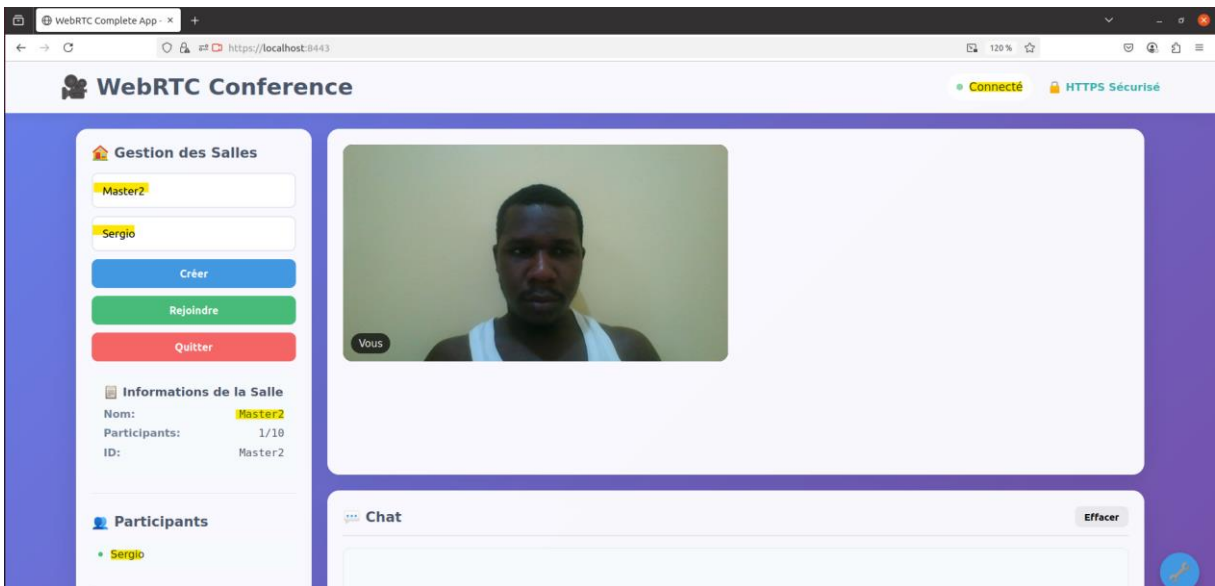 WebRTC Complete App -
https://localhost:8443
120 %
WebRTC Conference
Connecté
HTTPS Sécurisé
Gestion des Salles
Master2
Sergio
Créer
Rejoindre
Quitter
Informations de la Salle
Nom: Master2
Participants: 1/10
ID: Master2
Participants
Sergio
Vous
Chat
Effacer